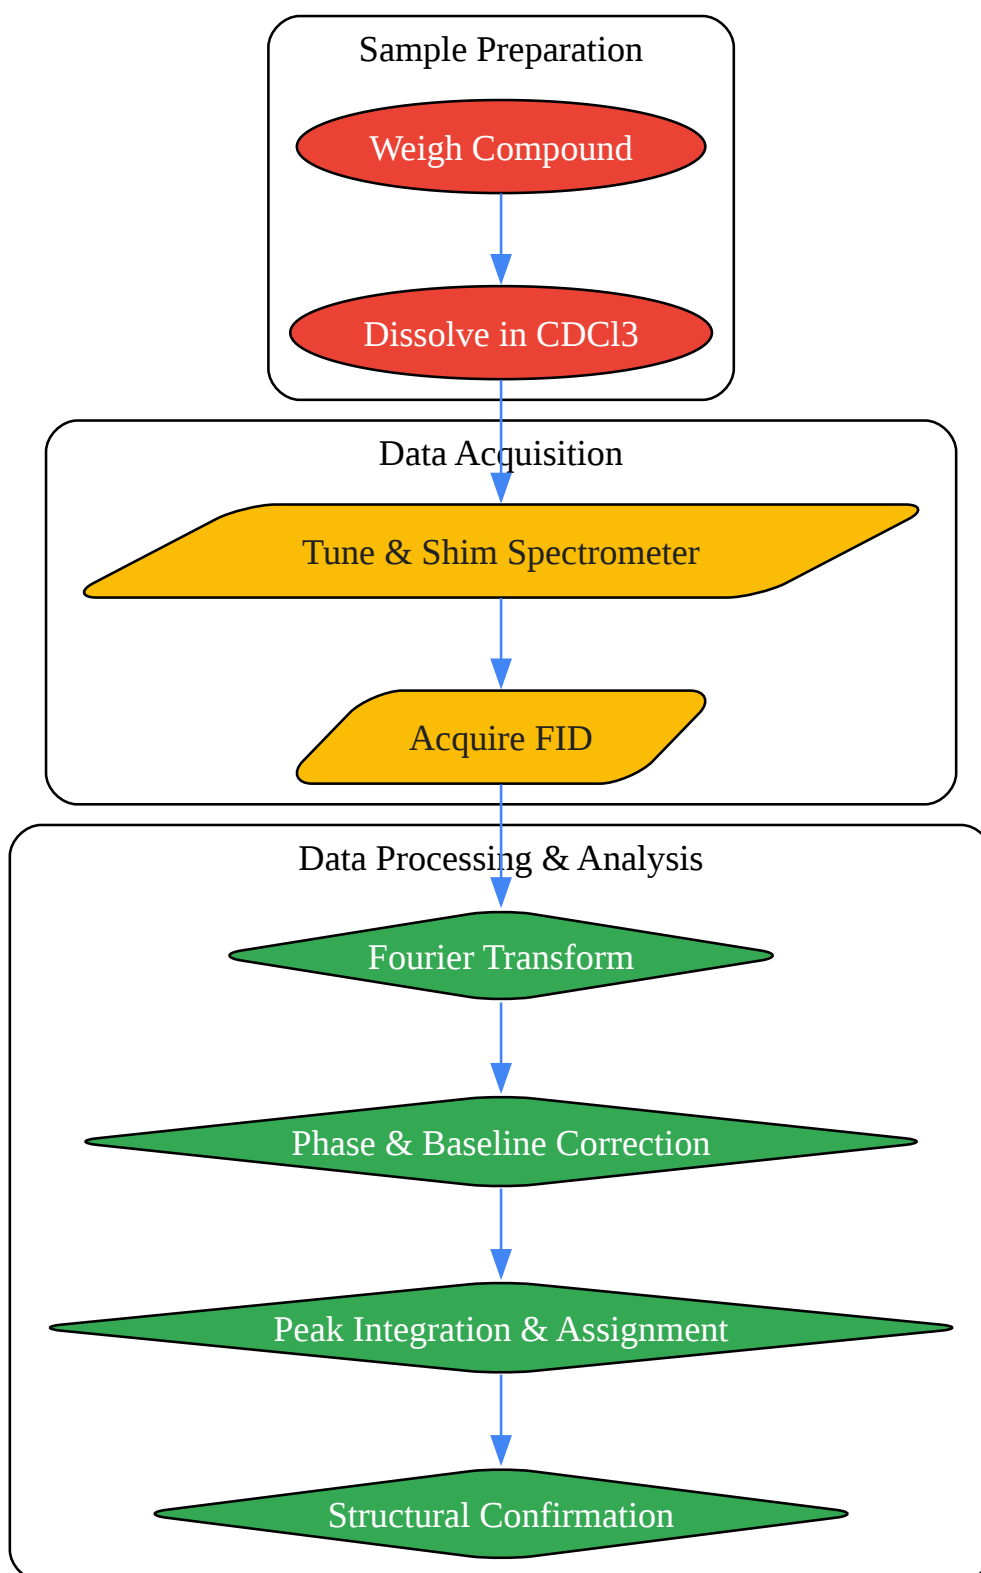 Sample Preparation
Weigh Compound
Dissolve in CDCl3
Data Acquisition
Tune & Shim Spectrometer
Acquire FID
Data Processing & Analysis
Fourier Transform
Phase & Baseline Correction
Peak Integration & Assignment
Structural Confirmation